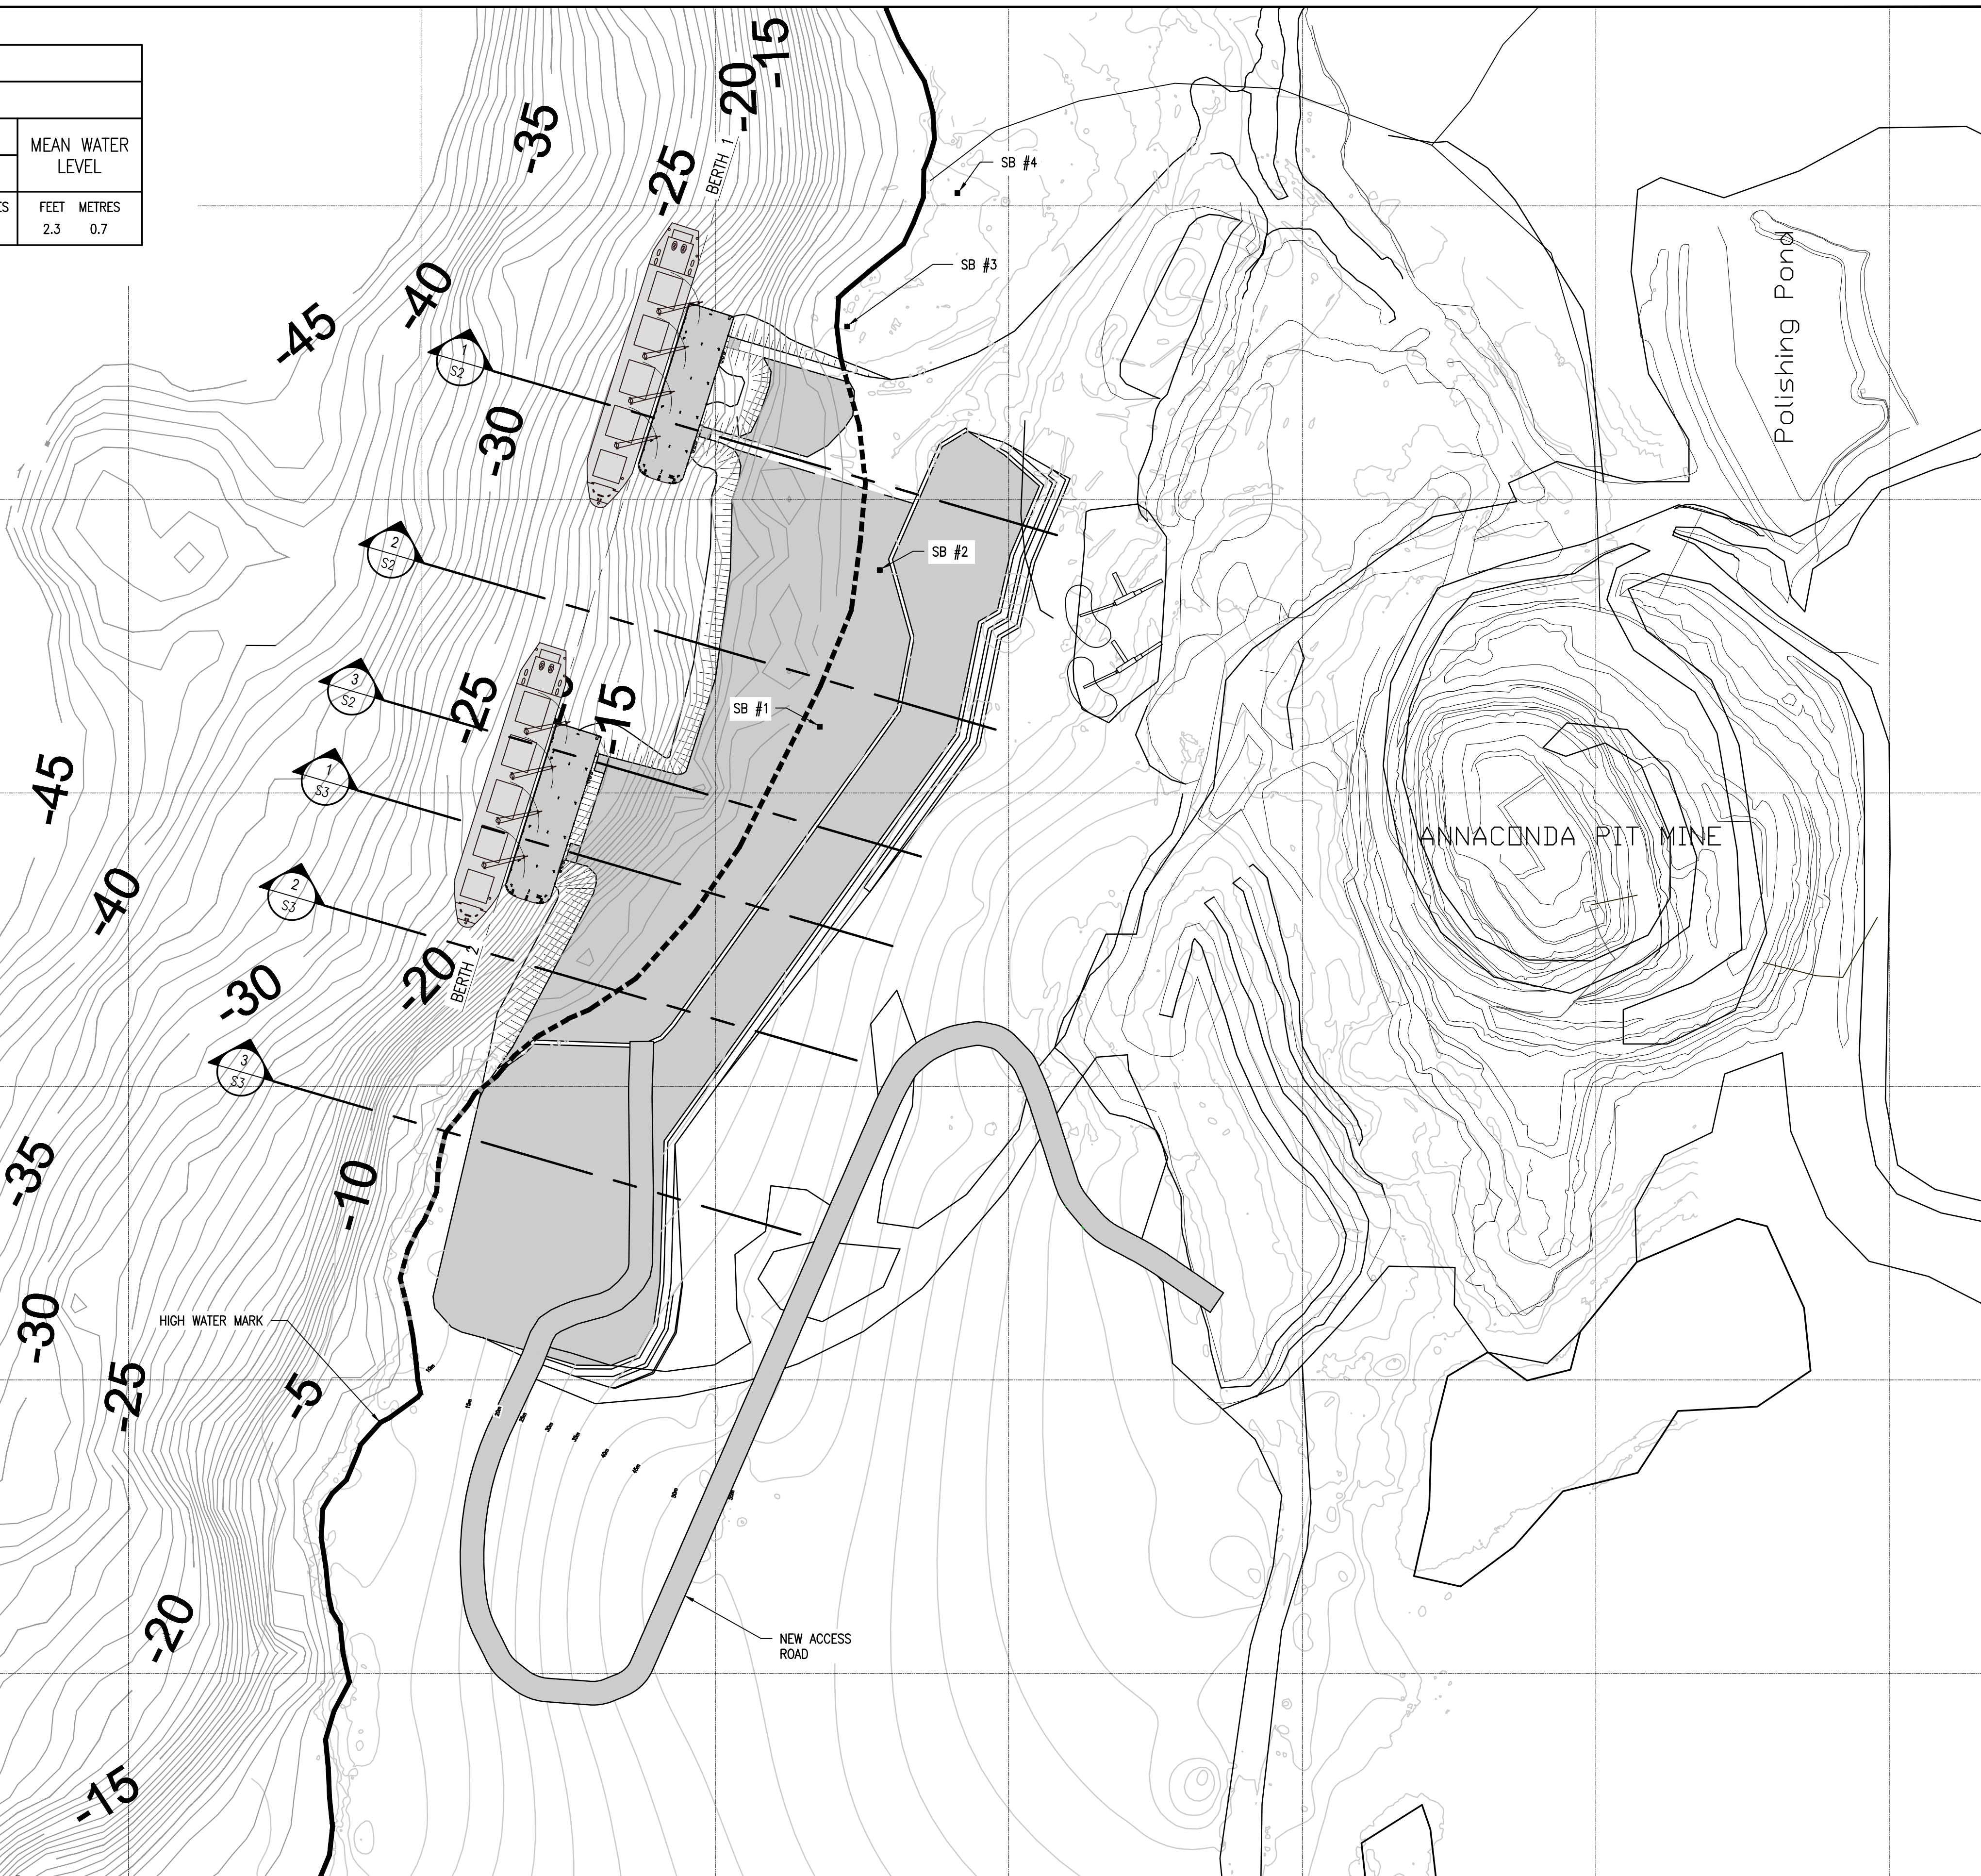 MEAN WATER
LEVEL
ES
FEET METRES
2.3 0.7
-15
-20
-35
BERTH 1
-25
SB #4
SB #3
-40
-45
1
S2
-30
2
S2
SB #2
3
S2
-25
-15
SB #1
-45
1
S3
2
S3
-40
-30
-20
BERTH 2
3
S3
-35
-10
-30
HIGH WATER MARK
-25
-5
-20
-15
NEW ACCESS
ROAD
Polishing Pond
ANNACONDA PIT MINE